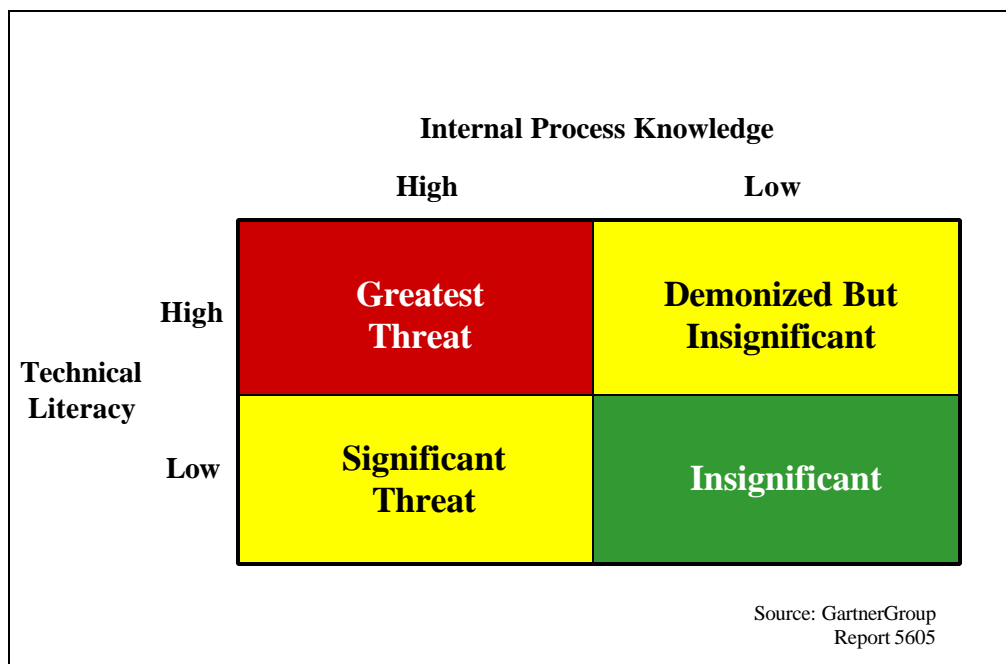 Internal Process Knowledge
High Low
Greatest
Threat
Demonized But
Insignificant
High
Technical
Literacy
Low
Significant
Threat
Insignificant
Source: GartnerGroup
Report 5605